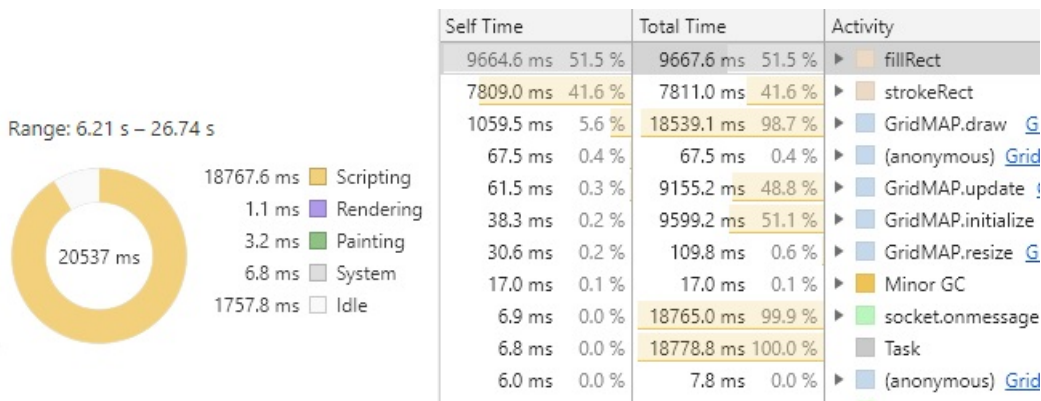 Self Time Total Time Activity
9664.6 ms 51.5 % 9667.6 ms 51.5 % fillRect
7809.0 ms 41.6 % 7811.0 ms 41.6 % strokeRect
1059.5 ms 5.6 % 18539.1 ms 98.7 % GridMAP.draw G
67.5 ms 0.4 % 67.5 ms 0.4 % (anonymous) Grid
61.5 ms 0.3 % 9155.2 ms 48.8 % GridMAP.update
38.3 ms 0.2 % 9599.2 ms 51.1 % GridMAP.initialize
30.6 ms 0.2 % 109.8 ms 0.6 % GridMAP.resize G
17.0 ms 0.1 % 17.0 ms 0.1 % Minor GC
6.9 ms 0.0 % 18765.0 ms 99.9 % socket.onmessage
6.8 ms 0.0 % 18778.8 ms 100.0 % Task
6.0 ms 0.0 % 7.8 ms 0.0 % (anonymous) Grid
Range: 6.21 s – 26.74 s
20537 ms
18767.6 ms Scripting
1.1 ms Rendering
3.2 ms Painting
6.8 ms System
1757.8 ms Idle